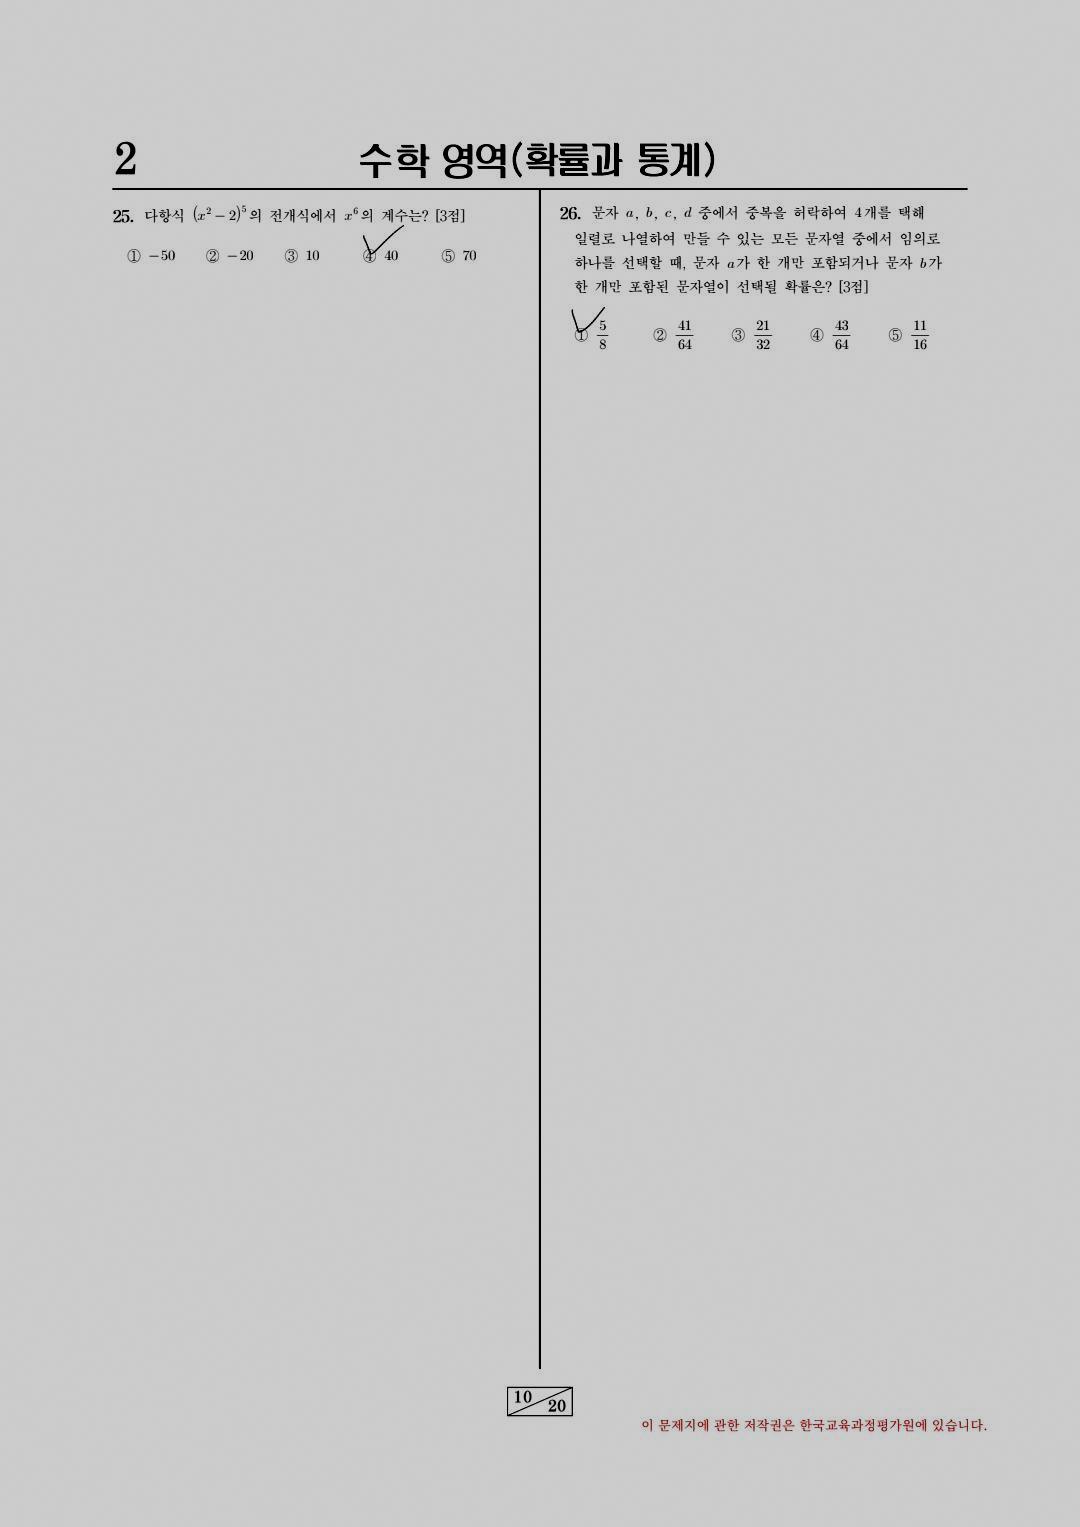 2
수학 영역(확률과 통계)
25. 다항식 (x² − 2)⁵의 전개식에서 x⁶의 계수는? [3점]
① −50 ② −20 ③ 10 ④ 40 ⑤ 70
26. 문자 a, b, c, d 중에서 중복을 허락하여 4개를 택해
일렬로 나열하여 만들 수 있는 모든 문자열 중에서 임의로
하나를 선택할 때, 문자 a가 한 개만 포함되거나 문자 b가
한 개만 포함된 문자열이 선택될 확률은? [3점]
① 5/8 ② 41/64 ③ 21/32 ④ 43/64 ⑤ 11/16
10/20
이 문제지에 관한 저작권은 한국교육과정평가원에 있습니다.